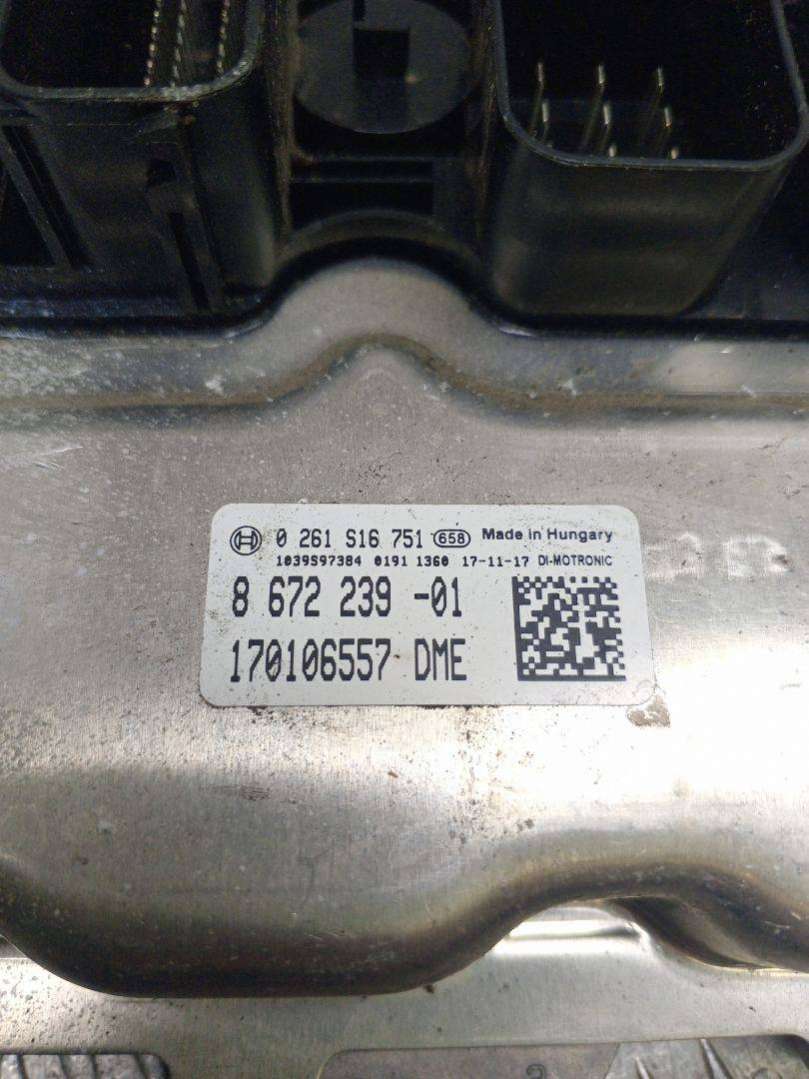 0 261 S16 751 658 Made in Hungary
1039S97384 0191 1360 17-11-17 DI-MOTRONIC
8 672 239 -01
170106557 DME